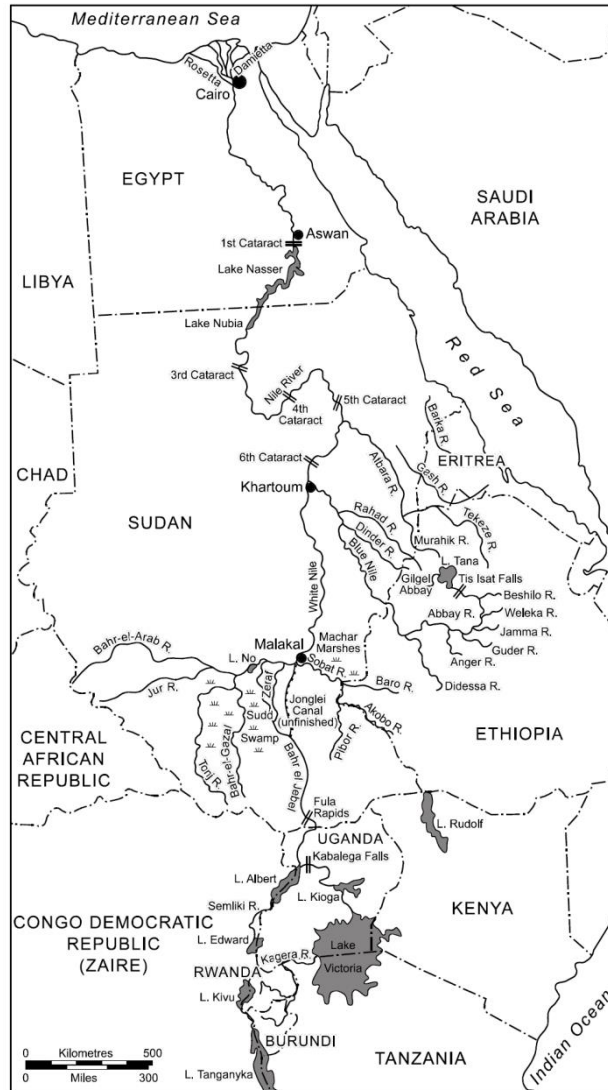 Mediterranean Sea
Rosetta
Damietta
Cairo
EGYPT
SAUDI
ARABIA
Aswan
1st Cataract
Lake Nasser
LIBYA
Lake Nubia
Red Sea
3rd Cataract
Nile River
4th
Cataract
5th Cataract
Barka R.
ERITREA
6th Cataract
Atbara R.
Gash R.
CHAD
Khartoum
SUDAN
Rahad R.
Tekeze R.
Dinder R.
Murahik R.
Blue Nile
L. Tana
Gilgel
Abbay
Tis Isat Falls
Beshilo R.
White Nile
Abbay R.
Weleka R.
Jamma R.
Guder R.
Anger R.
Didessa R.
Bahr-el-Arab R.
Malakal
Machar
Marshes
L. No
Sobat R.
Baro R.
Jur R.
Zeraf
Jonglei
Canal
(unfinished)
Akobo R.
Pibor R.
Sudd
Swamp
Bahr-el-Gazal
Tonj R.
Bahr el Jebel
ETHIOPIA
CENTRAL
AFRICAN
REPUBLIC
Fula
Rapids
L. Rudolf
UGANDA
Kabalega Falls
L. Albert
L. Kioga
KENYA
Semliki R.
CONGO DEMOCRATIC
REPUBLIC
(ZAIRE)
L. Edward
Lake
Victoria
Kagera R.
RWANDA
L. Kivu
BURUNDI
TANZANIA
Indian Ocean
L. Tanganyka
0 Kilometres 500
0 Miles 300